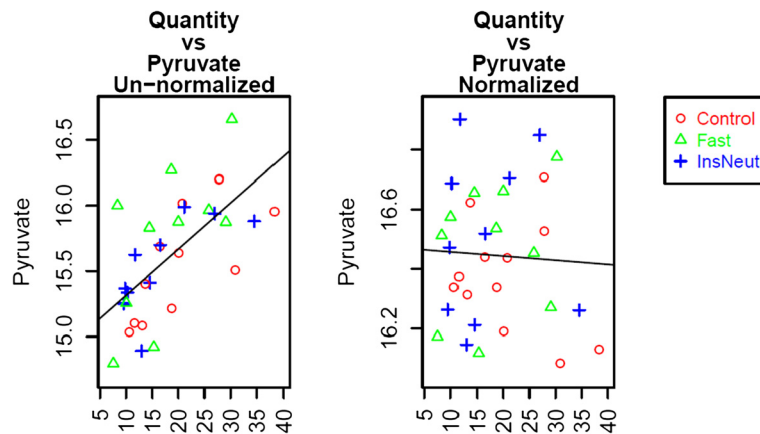 Quantity
vs
Pyruvate
Un-normalized
Pyruvate
16.5
16.0
15.5
15.0
5 10 15 20 25 30 35 40
Quantity
vs
Pyruvate
Normalized
Pyruvate
16.6
16.2
5 10 15 20 25 30 35 40
Control
Fast
InsNeut